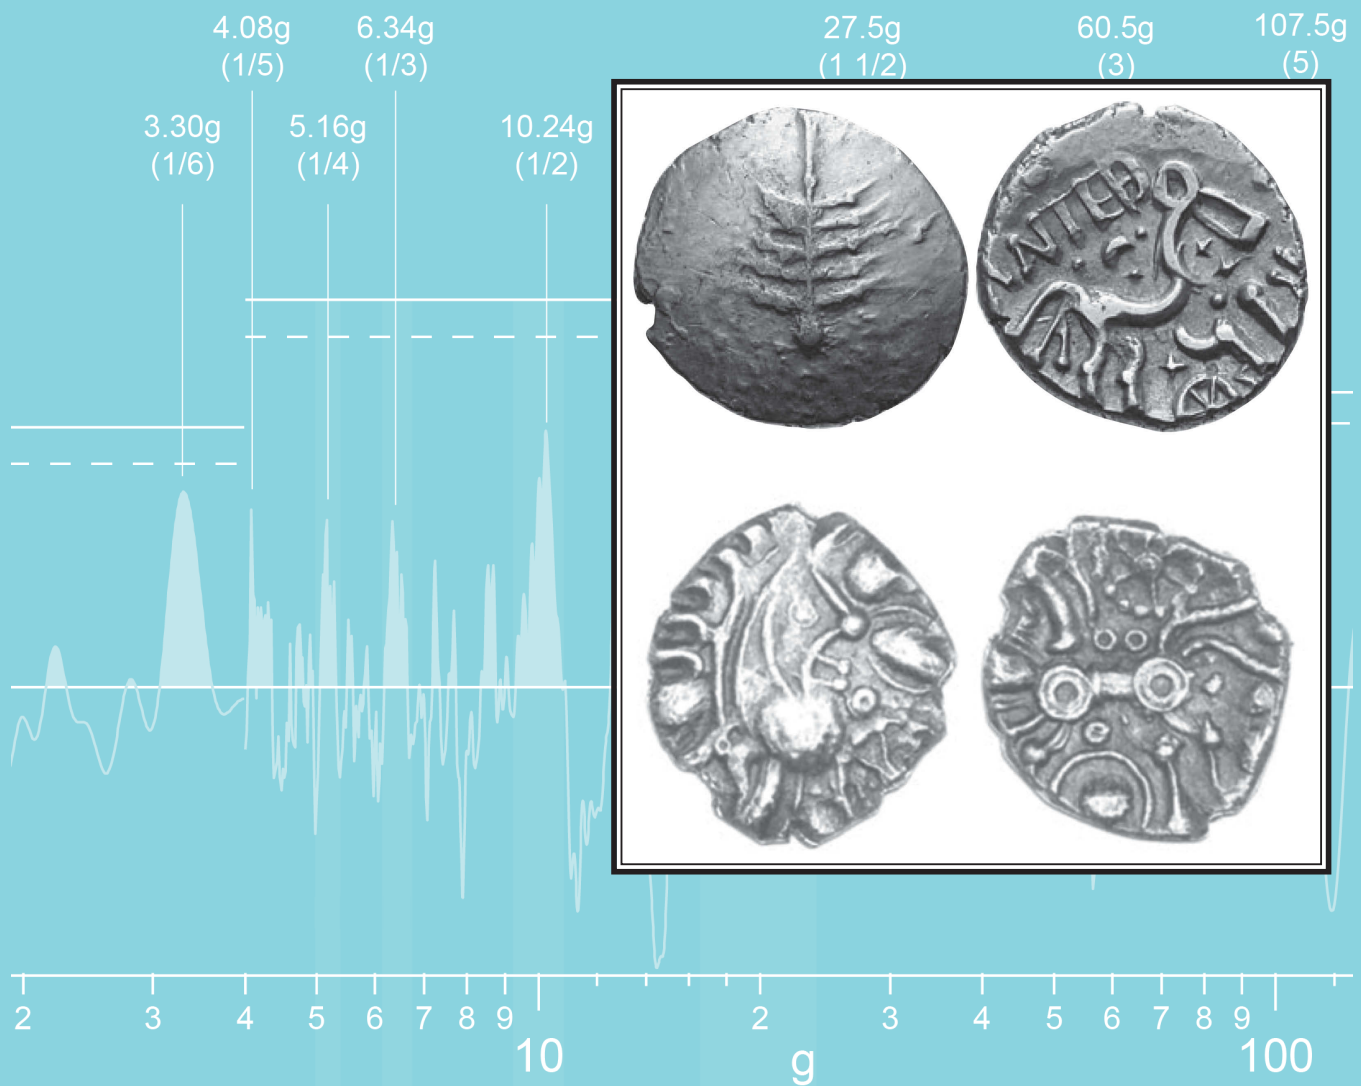 4.08g
(1/5)
6.34g
(1/3)
27.5g
(1 1/2)
60.5g
(3)
107.5g
(5)
3.30g
(1/6)
5.16g
(1/4)
10.24g
(1/2)
2 3 4 5 6 7 8 9 10 2 3 4 5 6 7 8 9 100
g